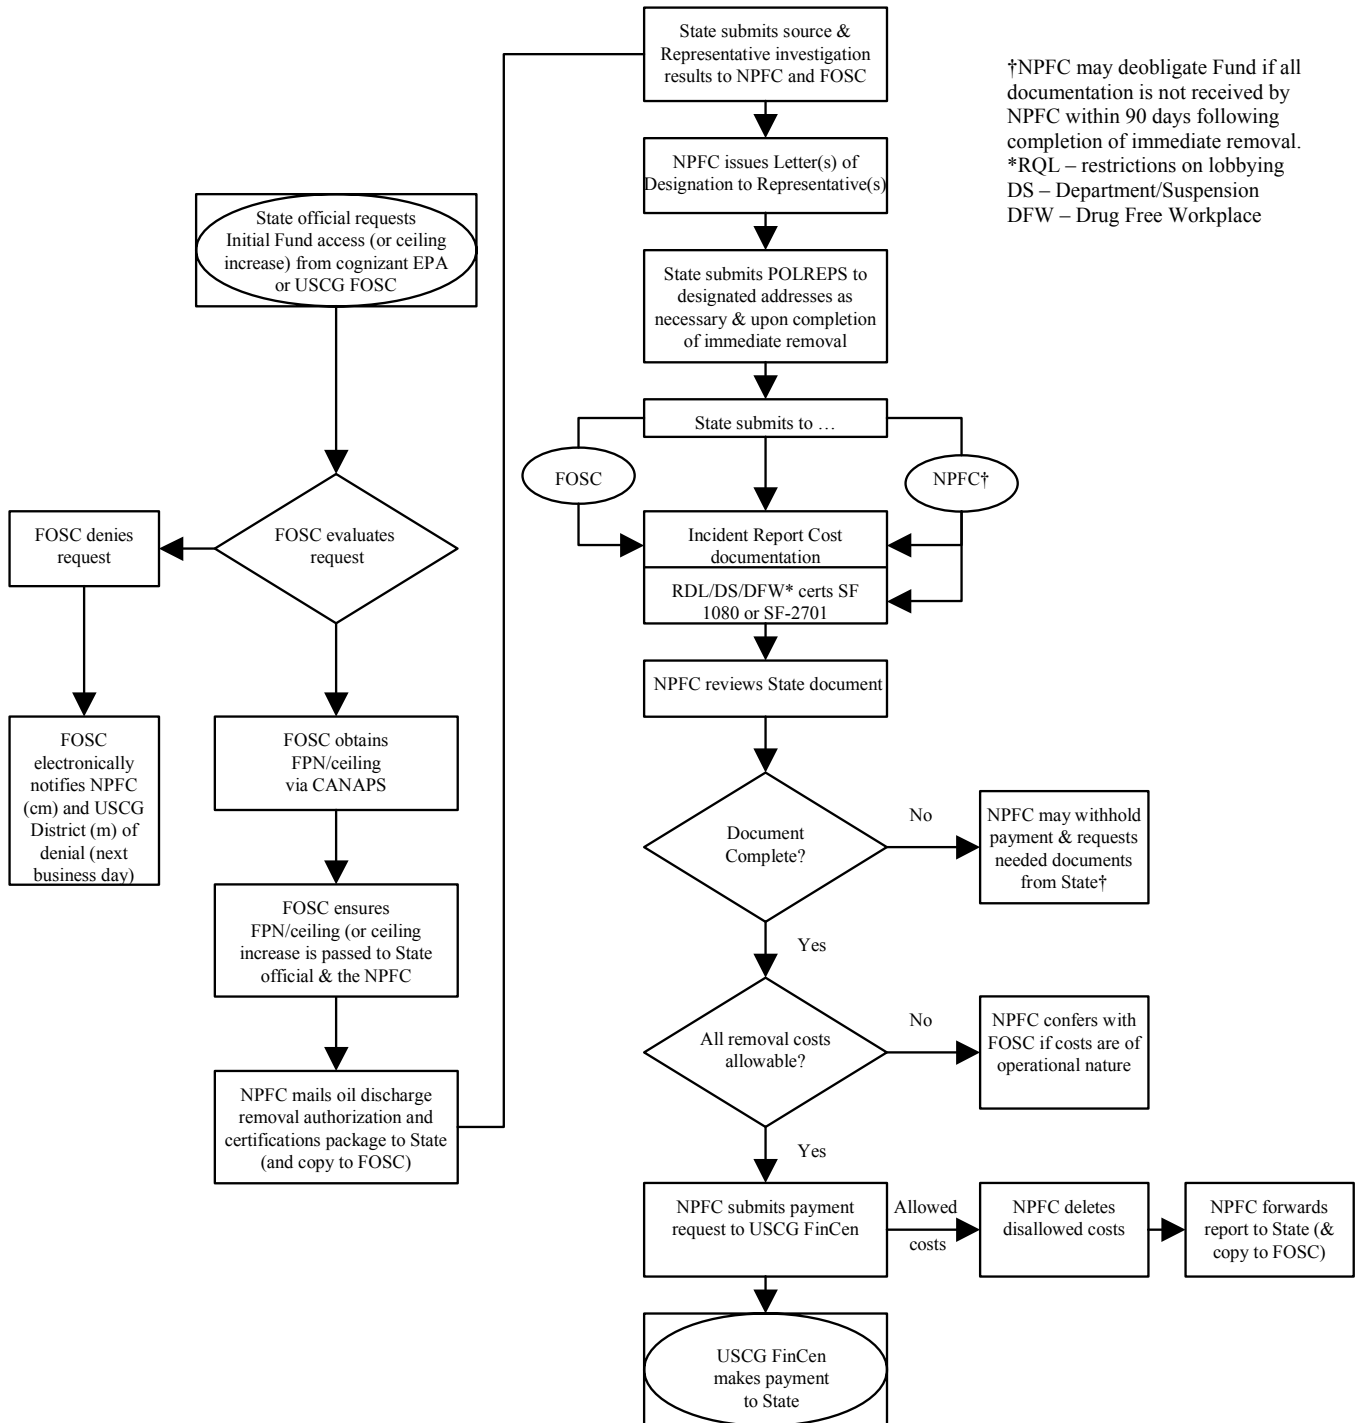 State official requests
Initial Fund access (or ceiling
increase) from cognizant EPA
or USCG FOSC
FOSC evaluates
request
FOSC denies
request
FOSC
electronically
notifies NPFC
(cm) and USCG
District (m) of
denial (next
business day)
FOSC obtains
FPN/ceiling
via CANAPS
FOSC ensures
FPN/ceiling (or ceiling
increase is passed to State
official & the NPFC
NPFC mails oil discharge
removal authorization and
certifications package to State
(and copy to FOSC)
State submits source &
Representative investigation
results to NPFC and FOSC
NPFC issues Letter(s) of
Designation to Representative(s)
State submits POLREPS to
designated addresses as
necessary & upon completion
of immediate removal
State submits to …
FOSC
NPFC†
Incident Report Cost
documentation
RDL/DS/DFW* certs SF
1080 or SF-2701
NPFC reviews State document
Document
Complete?
No
NPFC may withhold
payment & requests
needed documents
from State†
Yes
All removal costs
allowable?
No
NPFC confers with
FOSC if costs are of
operational nature
Yes
NPFC submits payment
request to USCG FinCen
Allowed
costs
NPFC deletes
disallowed costs
NPFC forwards
report to State (&
copy to FOSC)
USCG FinCen
makes payment
to State
†NPFC may deobligate Fund if all
documentation is not received by
NPFC within 90 days following
completion of immediate removal.
*RQL – restrictions on lobbying
DS – Department/Suspension
DFW – Drug Free Workplace